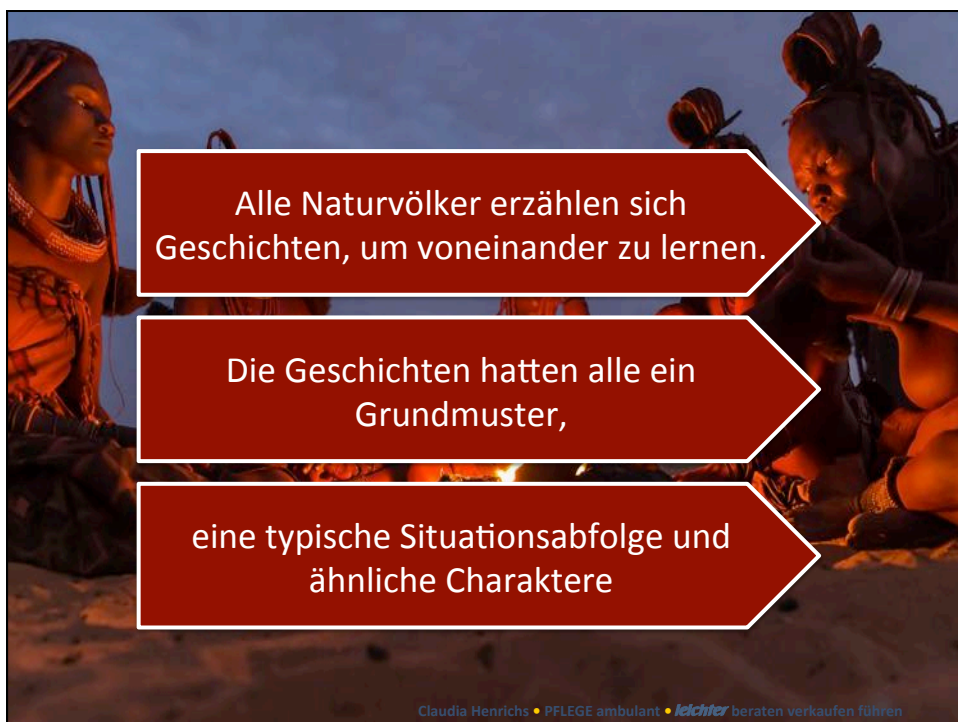 Alle Naturvölker erzählen sich
Geschichten, um voneinander zu lernen.
Die Geschichten hatten alle ein
Grundmuster,
eine typische Situationsabfolge und
ähnliche Charaktere
Claudia Henrichs • PFLEGE ambulant • leichter beraten verkaufen führen